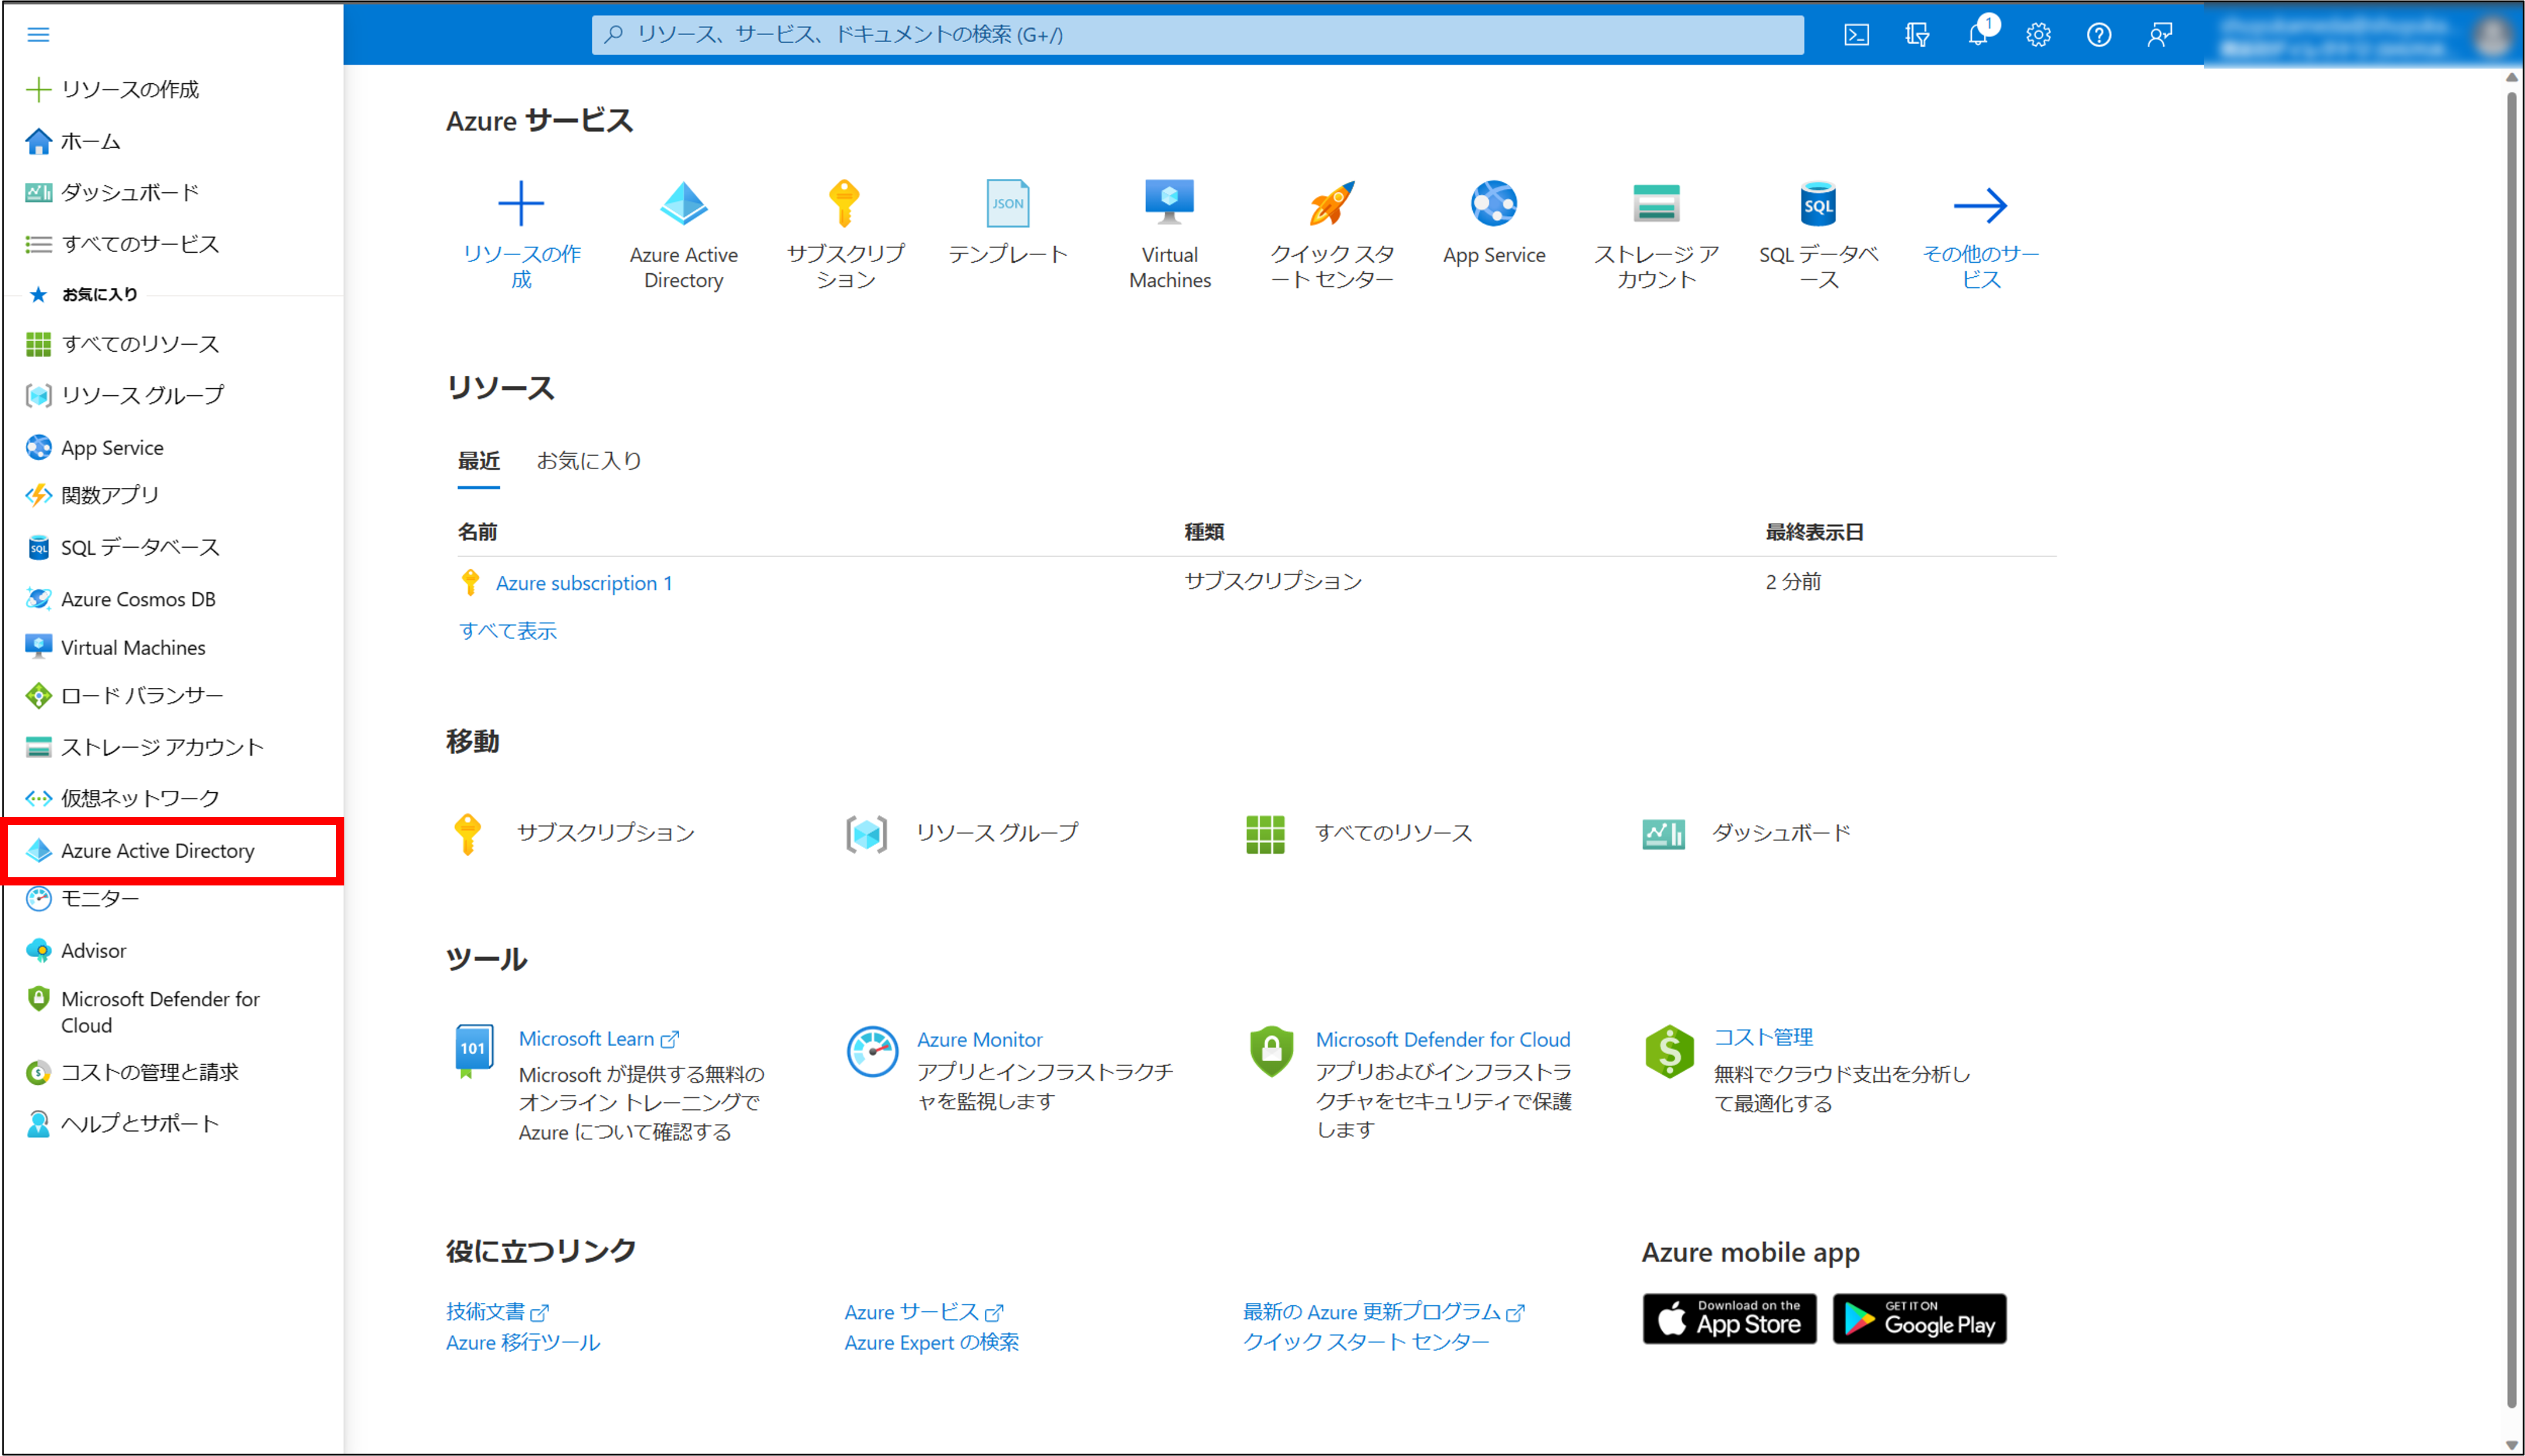 リソース、サービス、ドキュメントの検索 (G+/)
1
リソースの作成
ホーム
ダッシュボード
すべてのサービス
お気に入り
すべてのリソース
リソース グループ
App Service
関数アプリ
SQL データベース
Azure Cosmos DB
Virtual Machines
ロード バランサー
ストレージ アカウント
仮想ネットワーク
Azure Active Directory
モニター
Advisor
Microsoft Defender for
Cloud
コストの管理と請求
ヘルプとサポート
Azure サービス
リソースの作
成
Azure Active
Directory
サブスクリプ
ション
JSON
テンプレート
Virtual
Machines
クイック スタ
ート センター
App Service
ストレージ ア
カウント
SQL
SQL データベ
ース
その他のサー
ビス
リソース
最近 お気に入り
名前 種類 最終表示日
Azure subscription 1 サブスクリプション 2 分前
すべて表示
移動
サブスクリプション リソース グループ すべてのリソース ダッシュボード
ツール
101
Microsoft Learn
Microsoft が提供する無料の
オンライン トレーニングで
Azure について確認する
Azure Monitor
アプリとインフラストラクチ
ャを監視します
Microsoft Defender for Cloud
アプリおよびインフラストラ
クチャをセキュリティで保護
します
コスト管理
無料でクラウド支出を分析し
て最適化する
役に立つリンク
技術文書
Azure 移行ツール
Azure サービス
Azure Expert の検索
最新の Azure 更新プログラム
クイック スタート センター
Azure mobile app
Download on the
App Store
GET IT ON
Google Play